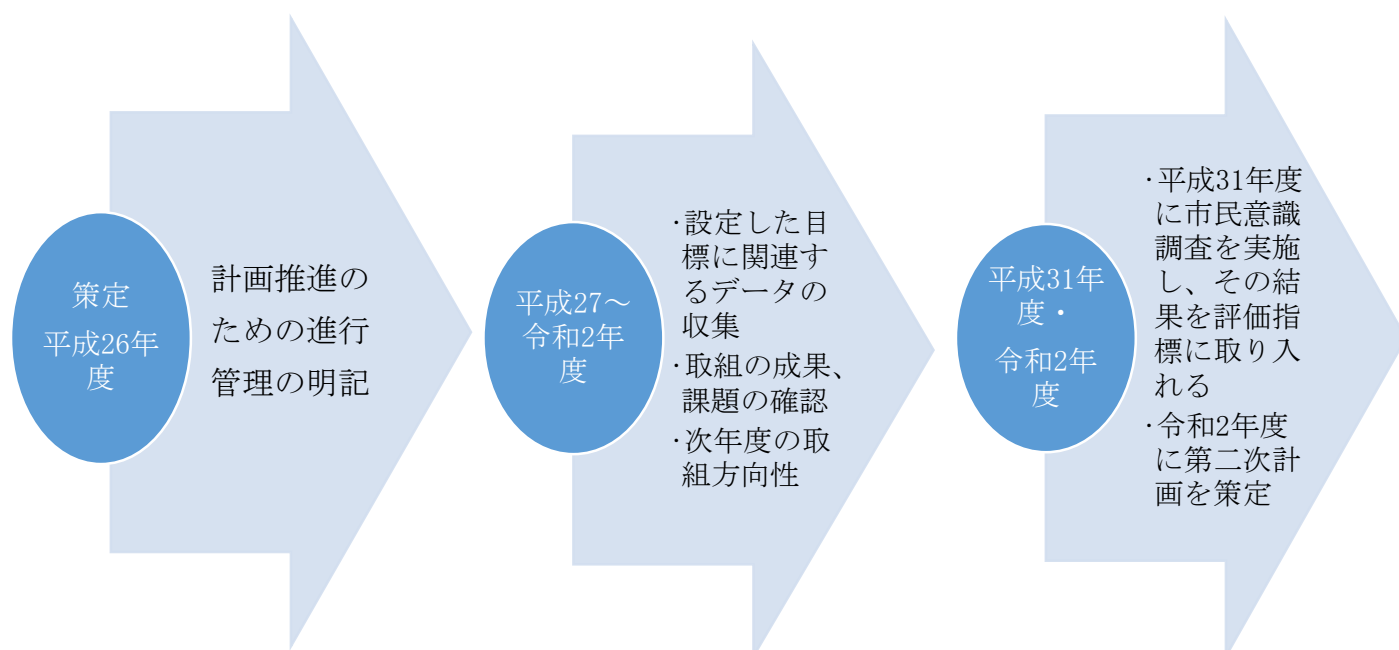 策定
平成26年
度
計画推進の
ための進行
管理の明記
平成27～
令和2年
度
・設定した目
標に関連す
るデータの
収集
・取組の成果、
課題の確認
・次年度の取
組方向性
平成31年
度・
令和2年
度
・平成31年度
に市民意識
調査を実施
し、その結
果を評価指
標に取り入
れる
・令和2年度
に第二次計
画を策定